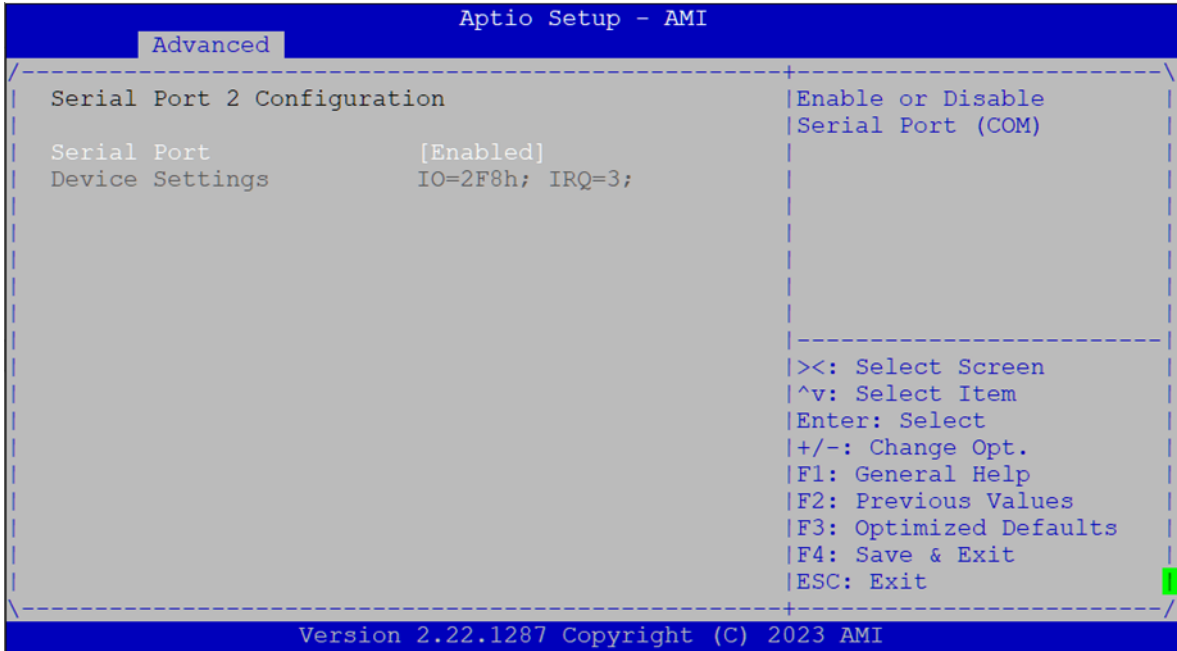 Aptio Setup - AMI
Advanced
Serial Port 2 Configuration
Serial Port [Enabled]
Device Settings IO=2F8h; IRQ=3;
Enable or Disable
Serial Port (COM)
><: Select Screen
^v: Select Item
Enter: Select
+/-: Change Opt.
F1: General Help
F2: Previous Values
F3: Optimized Defaults
F4: Save & Exit
ESC: Exit
Version 2.22.1287 Copyright (C) 2023 AMI